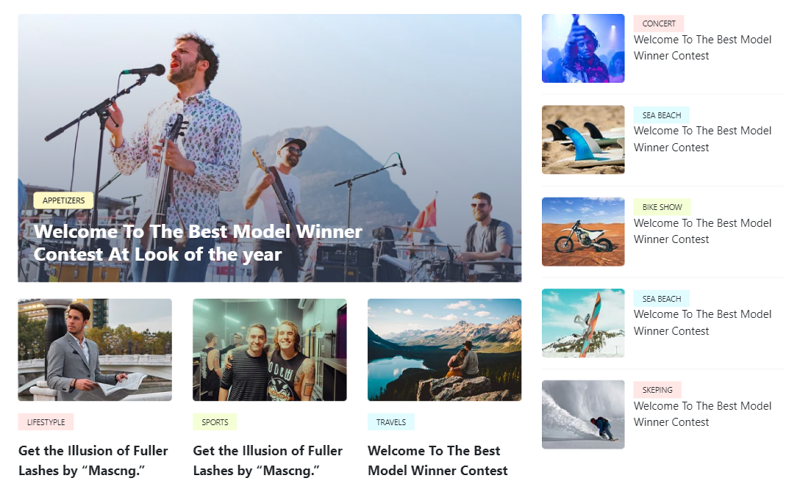 APPETIZERS
Welcome To The Best Model Winner
Contest At Look of the year
LIFESTYPLE
Get the Illusion of Fuller
Lashes by “Mascng.”
SPORTS
Get the Illusion of Fuller
Lashes by “Mascng.”
TRAVELS
Welcome To The Best
Model Winner Contest
CONCERT
Welcome To The Best Model
Winner Contest
SEA BEACH
Welcome To The Best Model
Winner Contest
BIKE SHOW
Welcome To The Best Model
Winner Contest
SEA BEACH
Welcome To The Best Model
Winner Contest
SKEPING
Welcome To The Best Model
Winner Contest